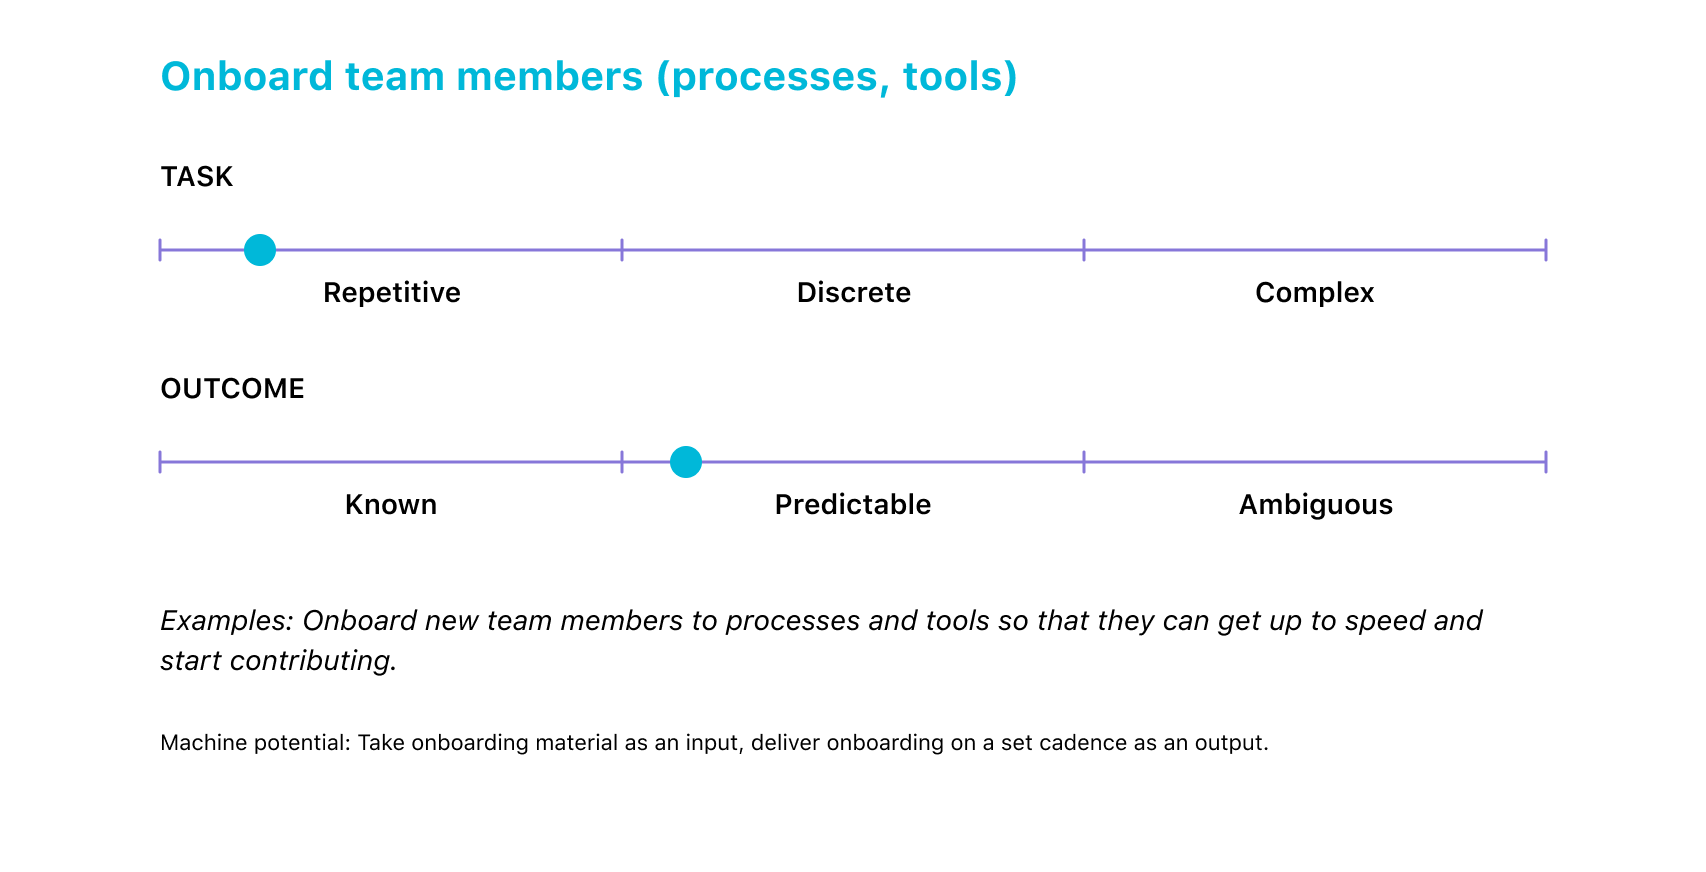 Onboard team members (processes, tools)
TASK
Repetitive
Discrete
Complex
OUTCOME
Known
Predictable
Ambiguous
Examples: Onboard new team members to processes and tools so that they can get up to speed and
start contributing.
Machine potential: Take onboarding material as an input, deliver onboarding on a set cadence as an output.